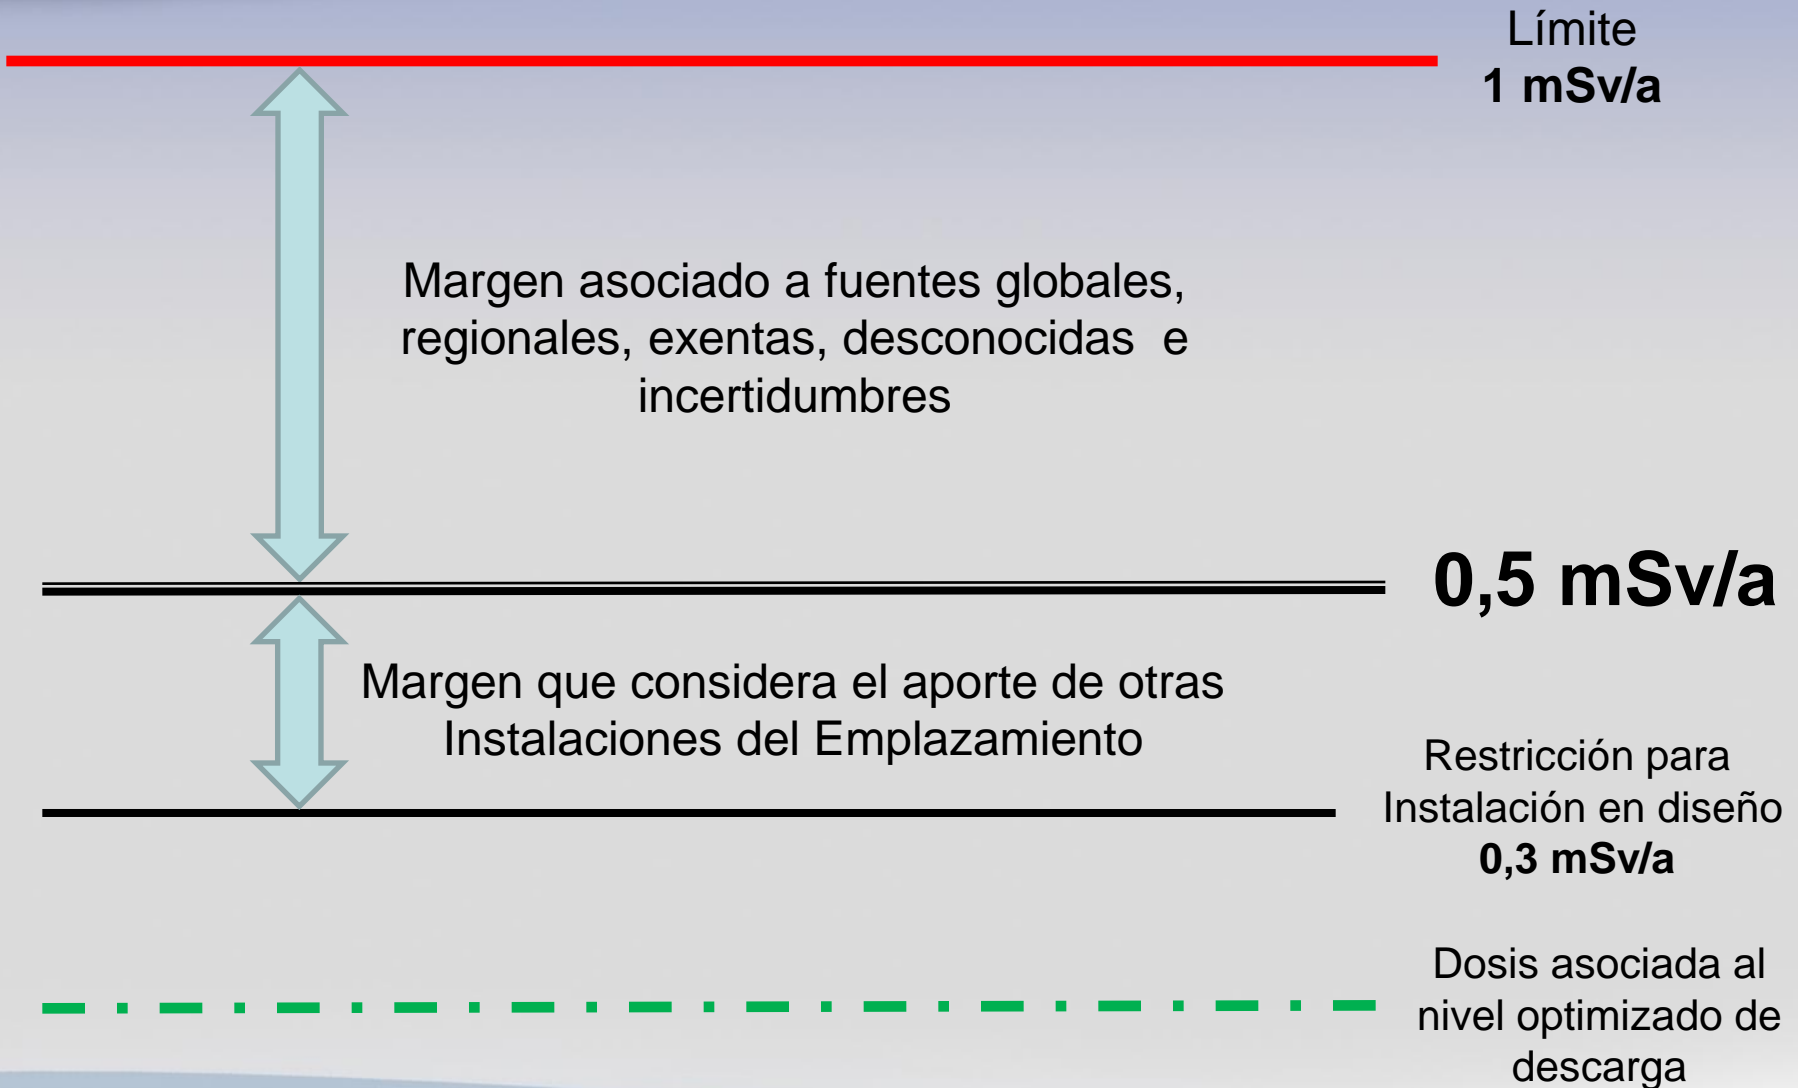 Límite
1 mSv/a
Margen asociado a fuentes globales,
regionales, exentas, desconocidas e
incertidumbres
0,5 mSv/a
Margen que considera el aporte de otras
Instalaciones del Emplazamiento
Restricción para
Instalación en diseño
0,3 mSv/a
Dosis asociada al
nivel optimizado de
descarga